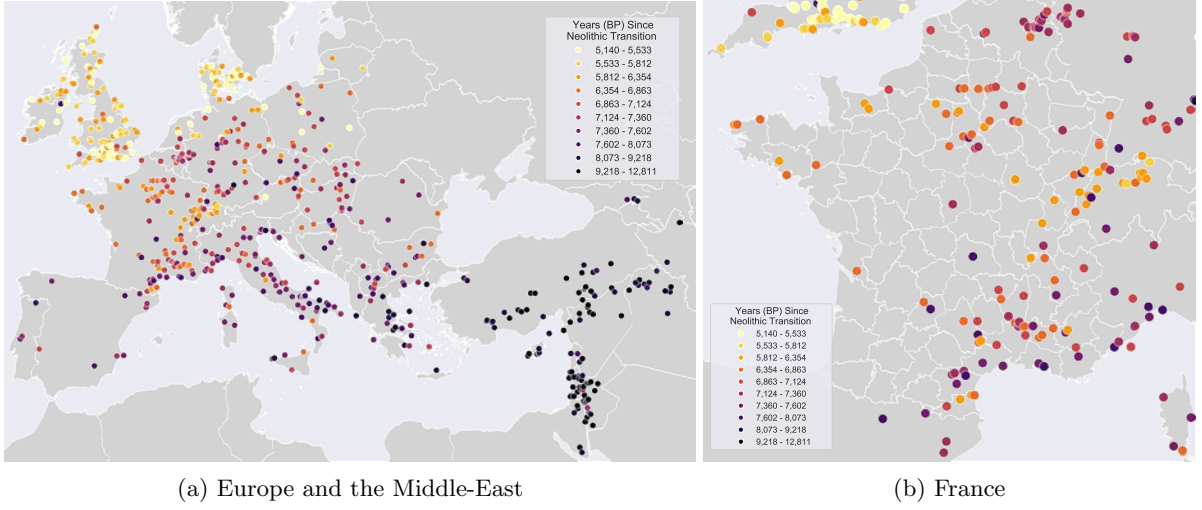 Years (BP) Since
Neolithic Transition
5,140 - 5,533
5,533 - 5,812
5,812 - 6,354
6,354 - 6,863
6,863 - 7,124
7,124 - 7,360
7,360 - 7,602
7,602 - 8,073
8,073 - 9,218
9,218 - 12,811
(a) Europe and the Middle-East
Years (BP) Since
Neolithic Transition
5,140 - 5,533
5,533 - 5,812
5,812 - 6,354
6,354 - 6,863
6,863 - 7,124
7,124 - 7,360
7,360 - 7,602
7,602 - 8,073
8,073 - 9,218
9,218 - 12,811
(b) France